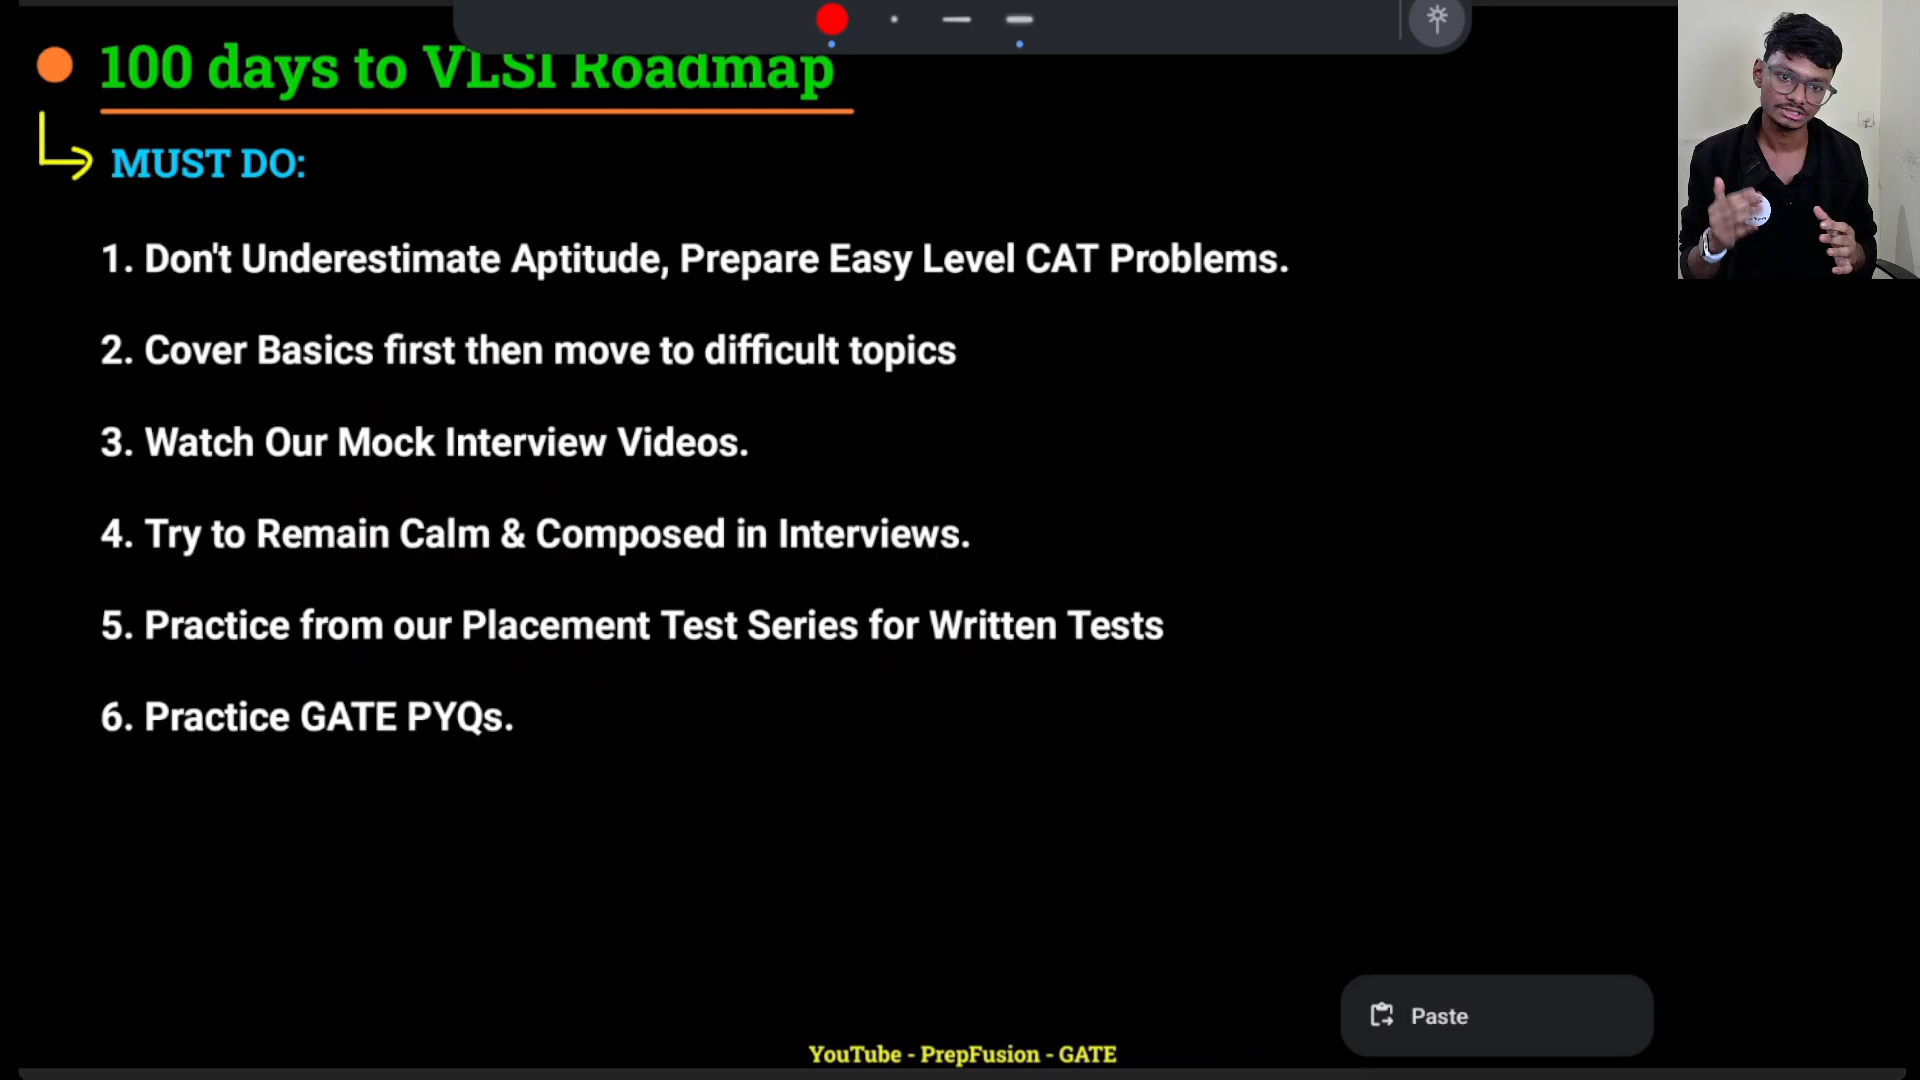 100 days to VLSI Roadmap
MUST DO:
1. Don't Underestimate Aptitude, Prepare Easy Level CAT Problems.
2. Cover Basics first then move to difficult topics
3. Watch Our Mock Interview Videos.
4. Try to Remain Calm & Composed in Interviews.
5. Practice from our Placement Test Series for Written Tests
6. Practice GATE PYQs.
Paste
YouTube - PrepFusion - GATE